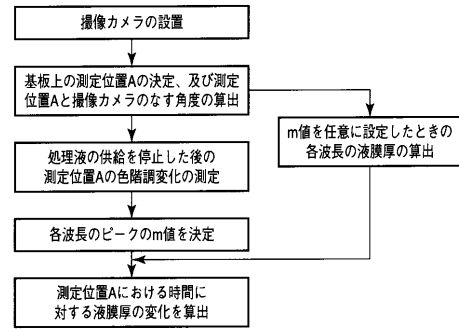 撮像カメラの設置
基板上の測定位置Aの決定、及び測定
位置Aと撮像カメラのなす角度の算出
処理液の供給を停止した後の
測定位置Aの色階調変化の測定
m値を任意に設定したときの
各波長の液膜厚の算出
各波長のピークのm値を決定
測定位置Aにおける時間に
対する液膜厚の変化を算出